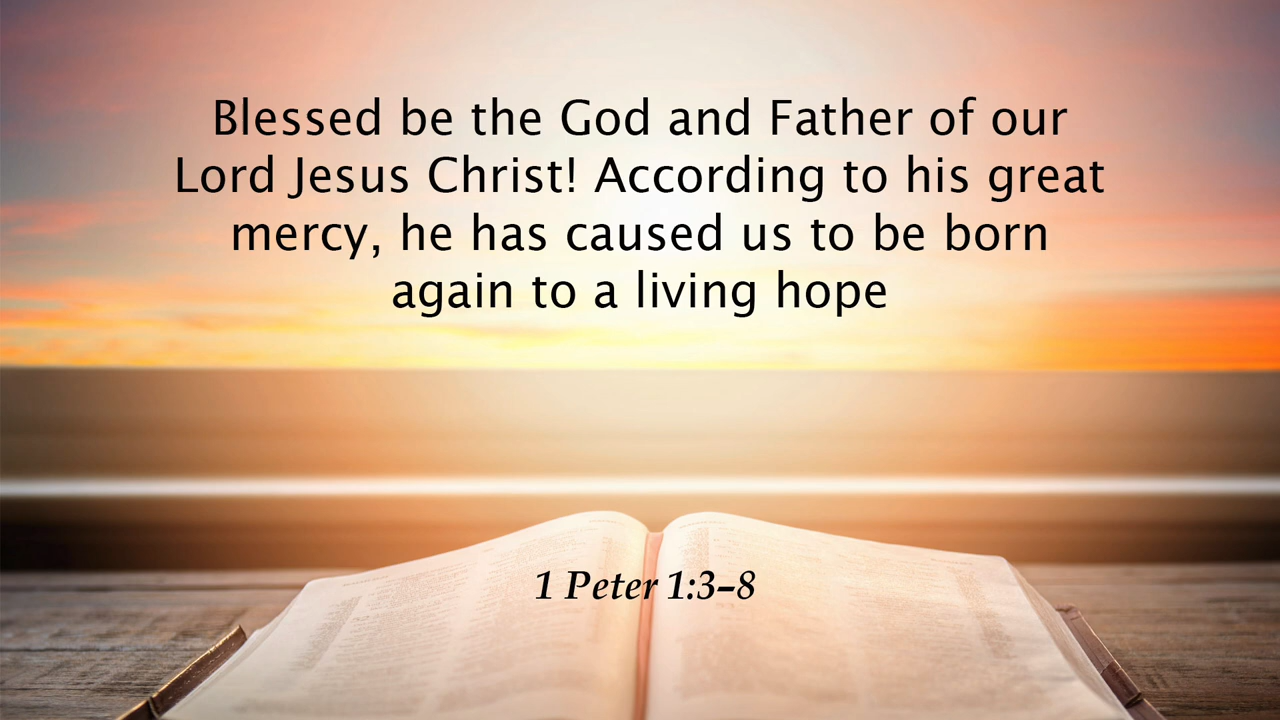 Blessed be the God and Father of our
Lord Jesus Christ! According to his great
mercy, he has caused us to be born
again to a living hope
1 Peter 1:3–8